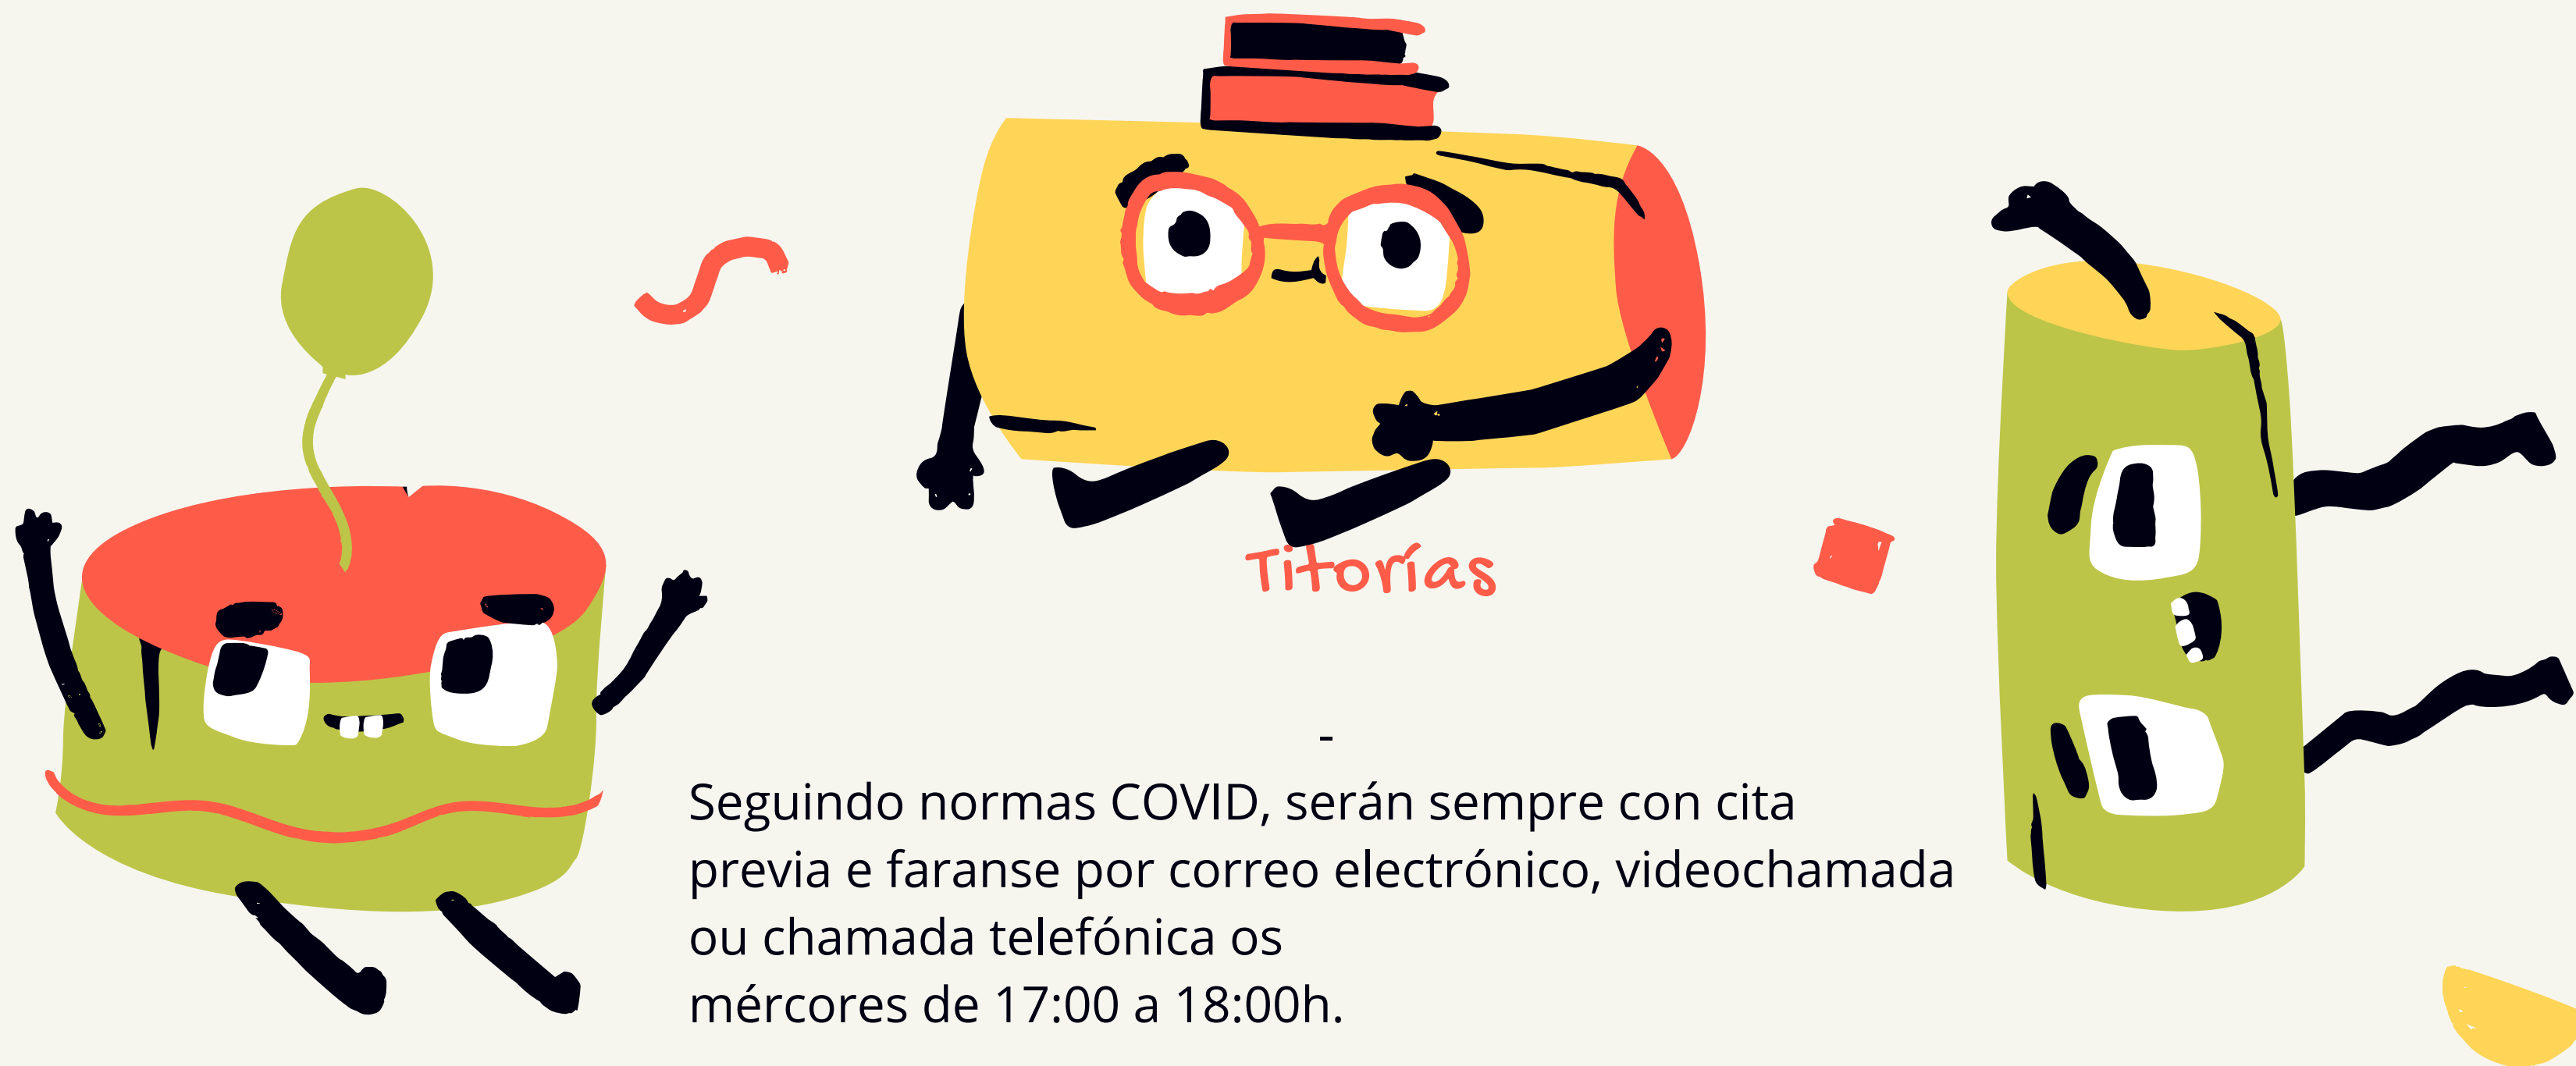 Titorías
-
Seguindo normas COVID, serán sempre con cita
previa e faranse por correo electrónico, videochamada
ou chamada telefónica os
mércores de 17:00 a 18:00h.